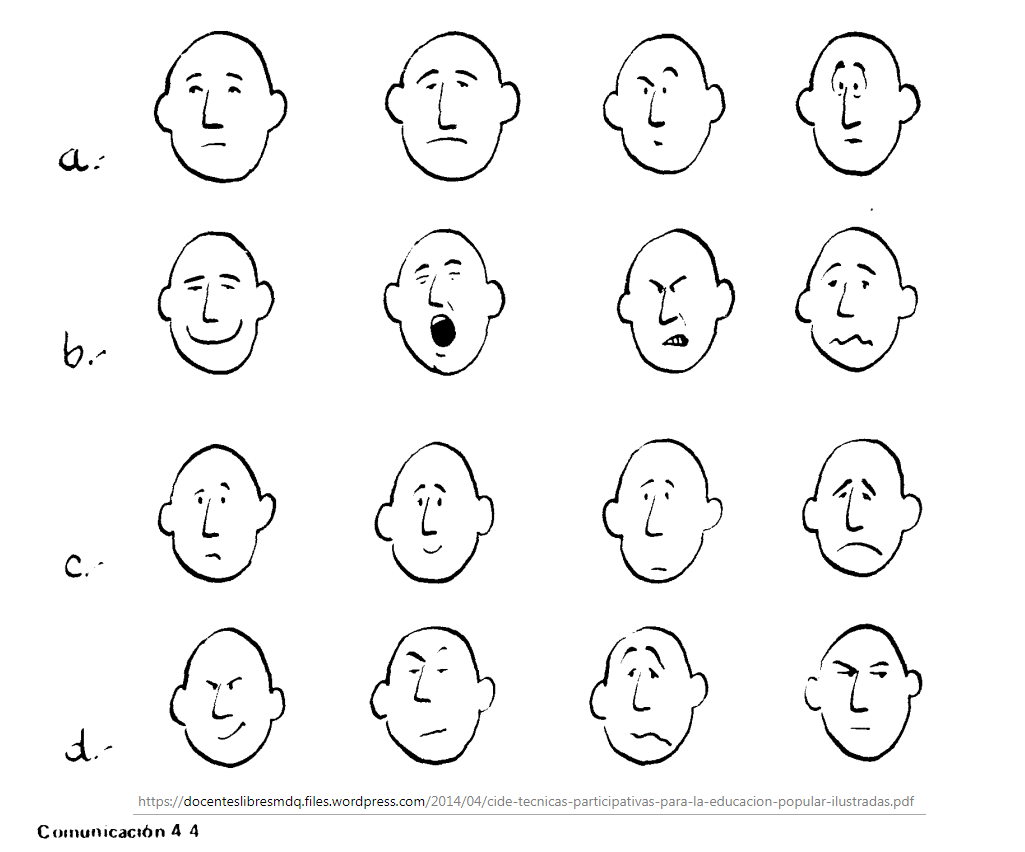 a.-
b.-
c.-
d.-
https://docenteslibresmdq.files.wordpress.com/2014/04/cide-tecnicas-participativas-para-la-educacion-popular-ilustradas.pdf
Comunicación 4 4